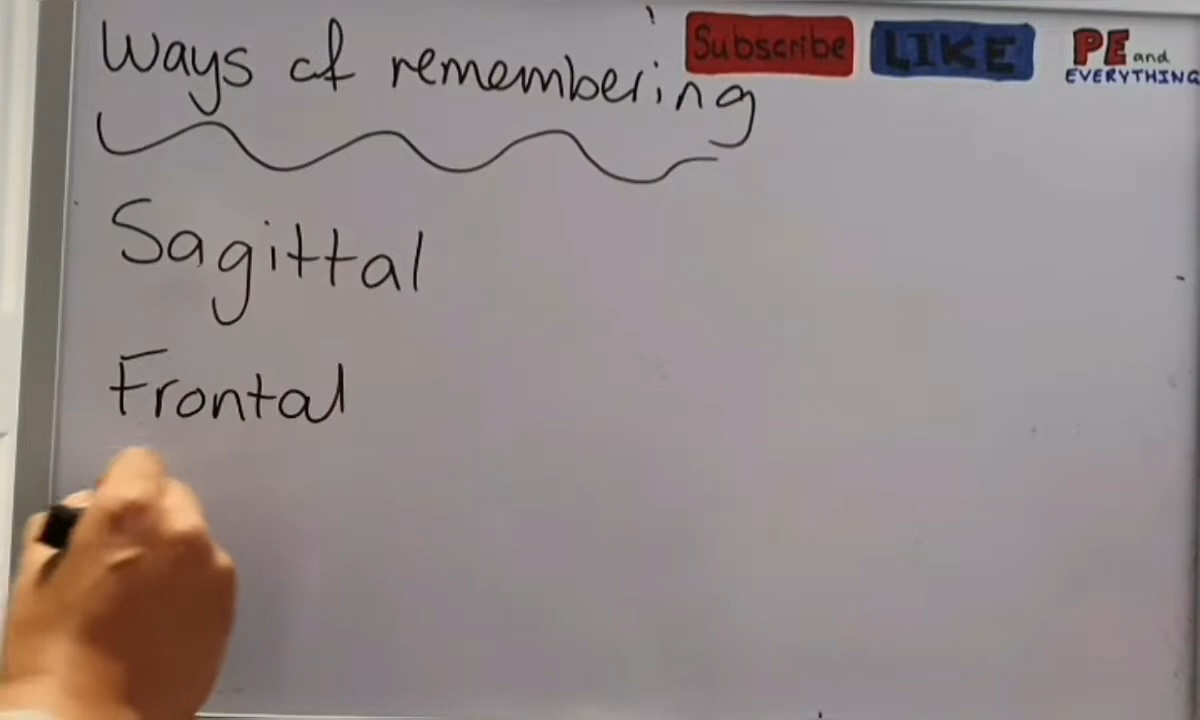 Ways of remembering
Subscribe
LIKE
PE and
EVERYTHING
Sagittal
Frontal